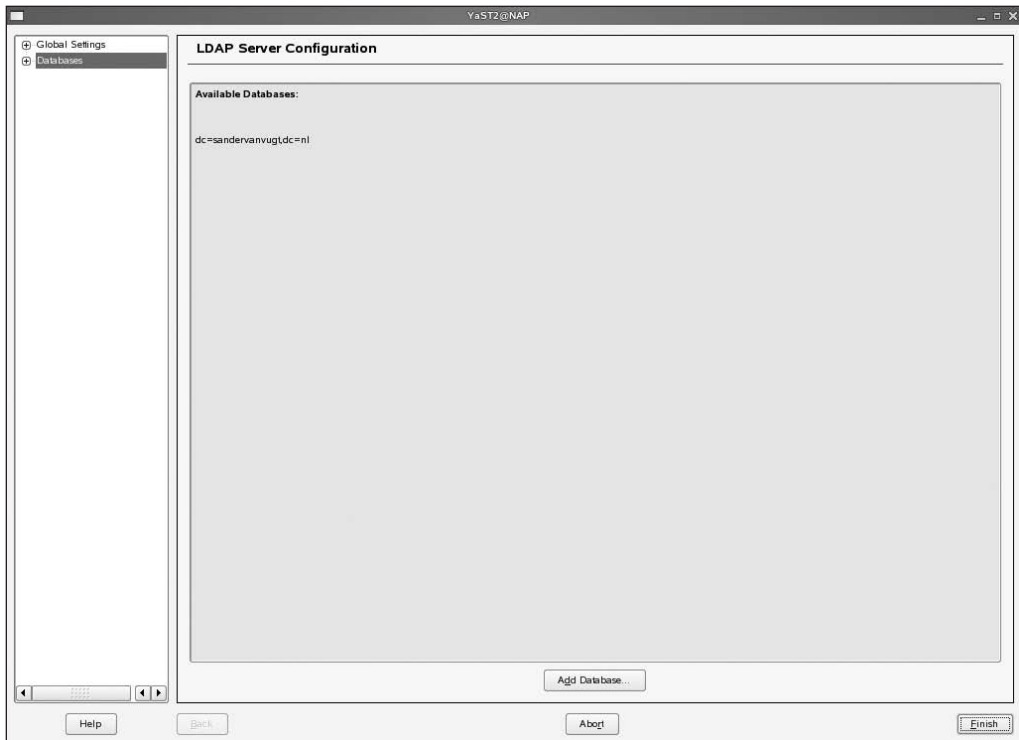 YaST2@NAP
Global Settings
Databases
LDAP Server Configuration
Available Databases:
dc=sandervanvugt,dc=nl
Add Database...
Help
Back
Abort
Finish